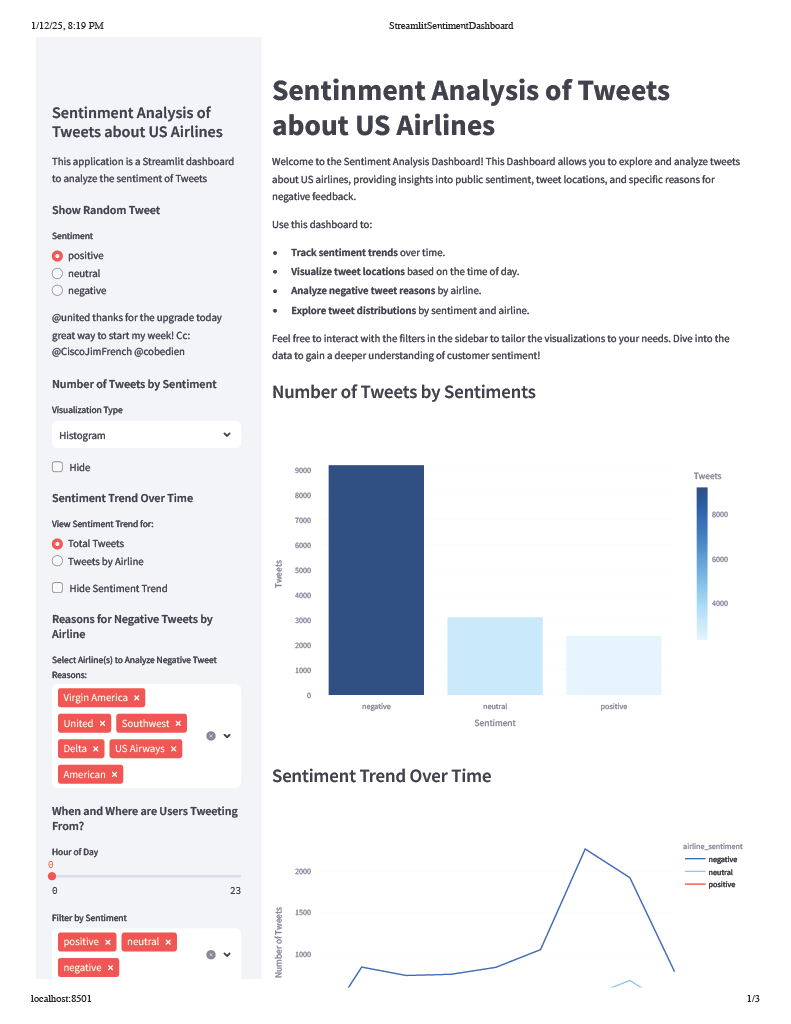 1/12/25, 8:19 PM
StreamlitSentimentDashboard
Sentinment Analysis of
Tweets about US Airlines
This application is a Streamlit dashboard
to analyze the sentiment of Tweets
Show Random Tweet
Sentiment
positive
neutral
negative
@united thanks for the upgrade today
great way to start my week! Cc:
@CiscoJimFrench @cobedien
Number of Tweets by Sentiment
Visualization Type
Histogram
Hide
Sentiment Trend Over Time
View Sentiment Trend for:
Total Tweets
Tweets by Airline
Hide Sentiment Trend
Reasons for Negative Tweets by
Airline
Select Airline(s) to Analyze Negative Tweet
Reasons:
Virgin America ×
United × Southwest ×
Delta × US Airways ×
American ×
When and Where are Users Tweeting
From?
Hour of Day
0
0 23
Filter by Sentiment
positive × neutral ×
negative ×
Sentinment Analysis of Tweets
about US Airlines
Welcome to the Sentiment Analysis Dashboard! This Dashboard allows you to explore and analyze tweets
about US airlines, providing insights into public sentiment, tweet locations, and specific reasons for
negative feedback.
Use this dashboard to:
• Track sentiment trends over time.
• Visualize tweet locations based on the time of day.
• Analyze negative tweet reasons by airline.
• Explore tweet distributions by sentiment and airline.
Feel free to interact with the filters in the sidebar to tailor the visualizations to your needs. Dive into the
data to gain a deeper understanding of customer sentiment!
Number of Tweets by Sentiments
Tweets
9000
8000
7000
6000
5000
4000
3000
2000
1000
0
negative neutral positive
Sentiment
Tweets
8000
6000
4000
Sentiment Trend Over Time
Number of Tweets
2000
1500
1000
airline_sentiment
negative
neutral
positive
localhost:8501
1/3